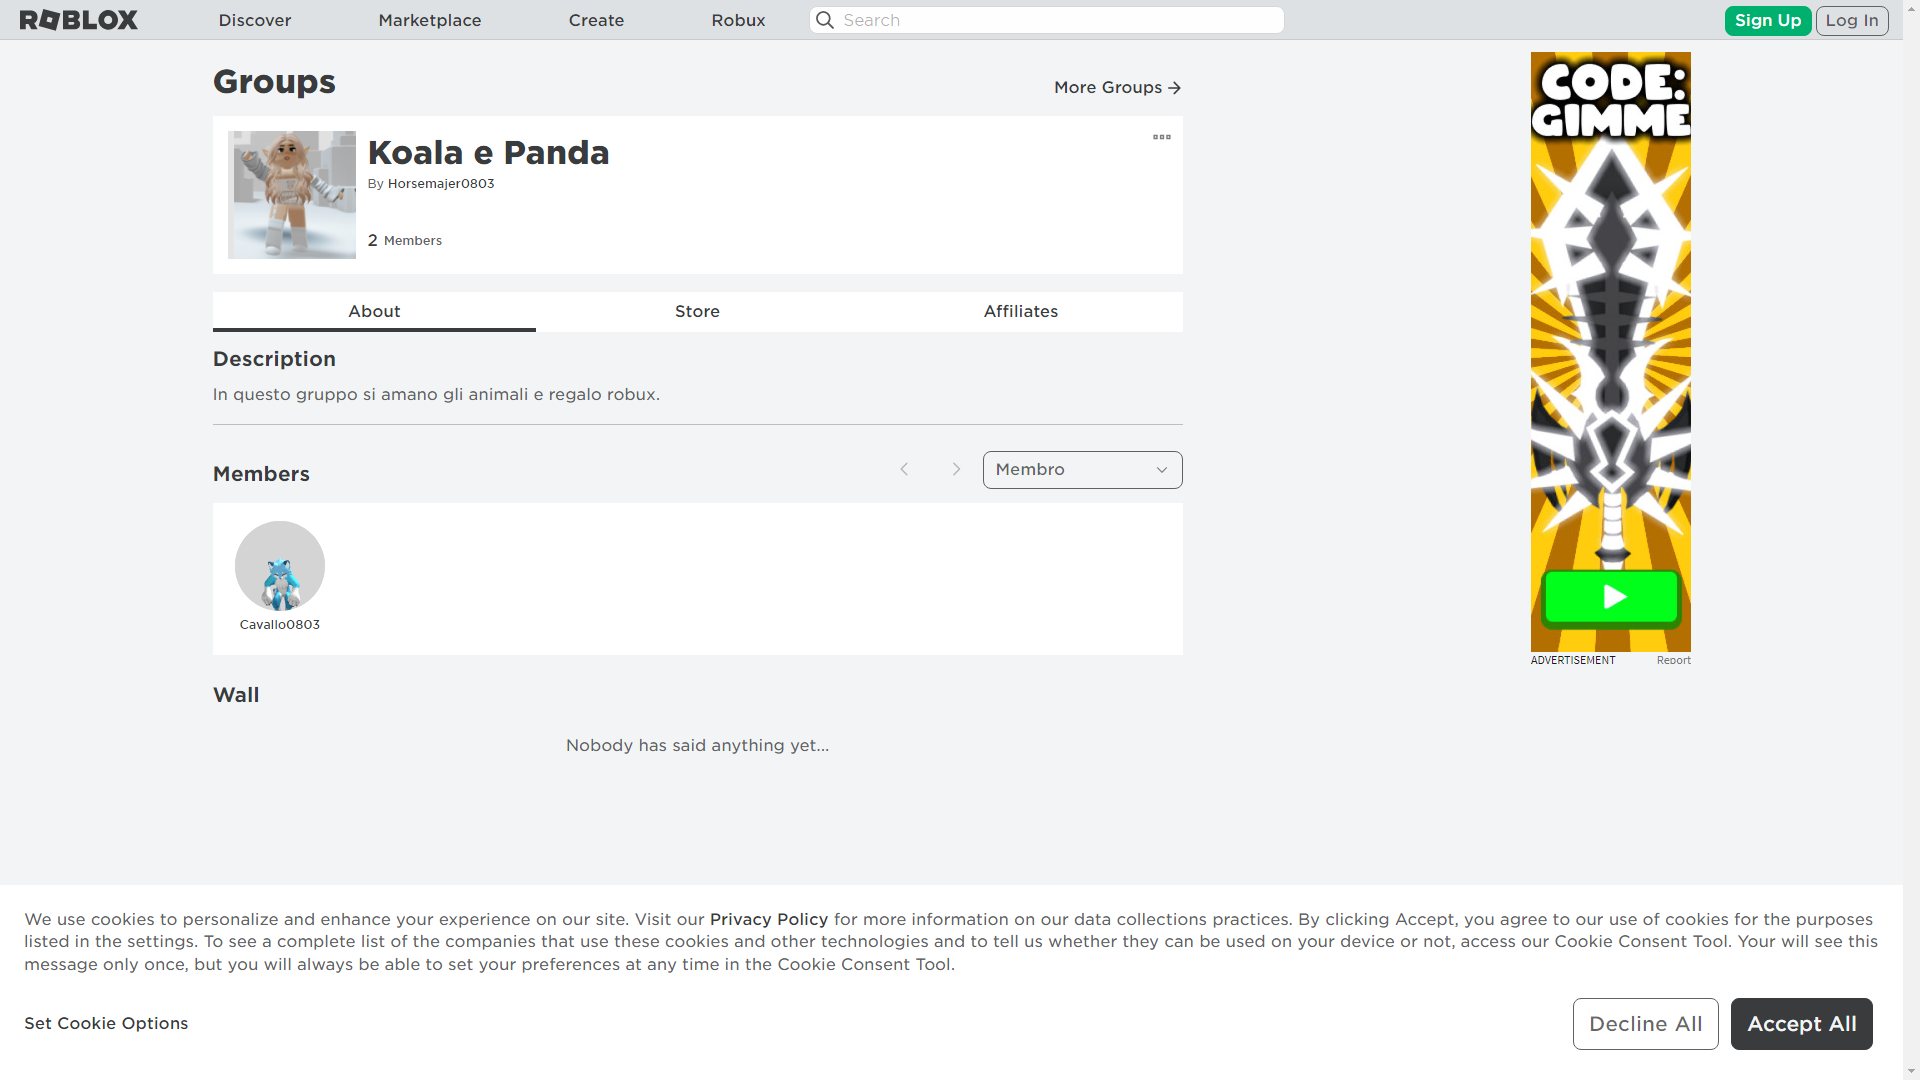 ROBLOX
Discover
Marketplace
Create
Robux
Search
Sign Up
Log In
Groups
More Groups
Koala e Panda
By Horsemajer0803
2 Members
About
Store
Affiliates
Description
In questo gruppo si amano gli animali e regalo robux.
Members
Membro
Cavallo0803
Wall
Nobody has said anything yet...
CODE:
GIMME
ADVERTISEMENT
Report
We use cookies to personalize and enhance your experience on our site. Visit our Privacy Policy for more information on our data collections practices. By clicking Accept, you agree to our use of cookies for the purposes
listed in the settings. To see a complete list of the companies that use these cookies and other technologies and to tell us whether they can be used on your device or not, access our Cookie Consent Tool. Your will see this
message only once, but you will always be able to set your preferences at any time in the Cookie Consent Tool.
Set Cookie Options
Decline All
Accept All